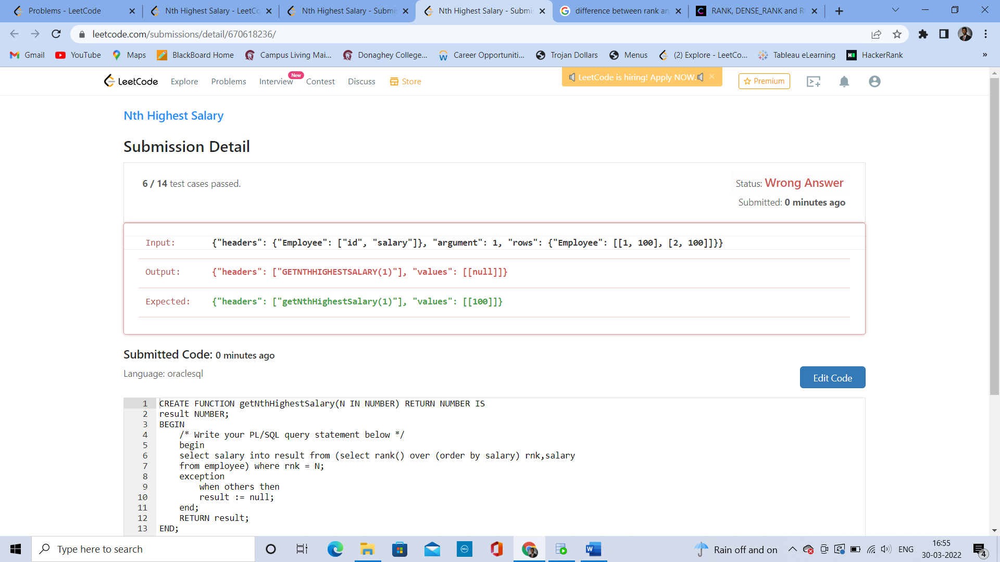 Problems - LeetCode
Nth Highest Salary - LeetCo
Nth Highest Salary - Submis
Nth Highest Salary - Submis
difference between rank an
RANK, DENSE_RANK and R
leetcode.com/submissions/detail/670618236/
Gmail YouTube Maps BlackBoard Home Campus Living Mai... Donaghey College... Career Opportuniti... Trojan Dollars Menus (2) Explore - LeetCo... Tableau eLearning HackerRank »
LeetCode Explore Problems Interview New Contest Discuss Store LeetCode is hiring! Apply NOW. × Premium
Nth Highest Salary
Submission Detail
6 / 14 test cases passed.
Status: Wrong Answer
Submitted: 0 minutes ago
Input: {"headers": {"Employee": ["id", "salary"]}, "argument": 1, "rows": {"Employee": [[1, 100], [2, 100]]}}
Output: {"headers": ["GETNTHHIGHESTSALARY(1)"], "values": [[null]]}
Expected: {"headers": ["getNthHighestSalary(1)"], "values": [[100]]}
Submitted Code: 0 minutes ago
Language: oraclesql
Edit Code
1 CREATE FUNCTION getNthHighestSalary(N IN NUMBER) RETURN NUMBER IS
2 result NUMBER;
3 BEGIN
4 /* Write your PL/SQL query statement below */
5 begin
6 select salary into result from (select rank() over (order by salary) rnk,salary
7 from employee) where rnk = N;
8 exception
9 when others then
10 result := null;
11 end;
12 RETURN result;
13 END;
Type here to search
Rain off and on
ENG
16:55
30-03-2022
4